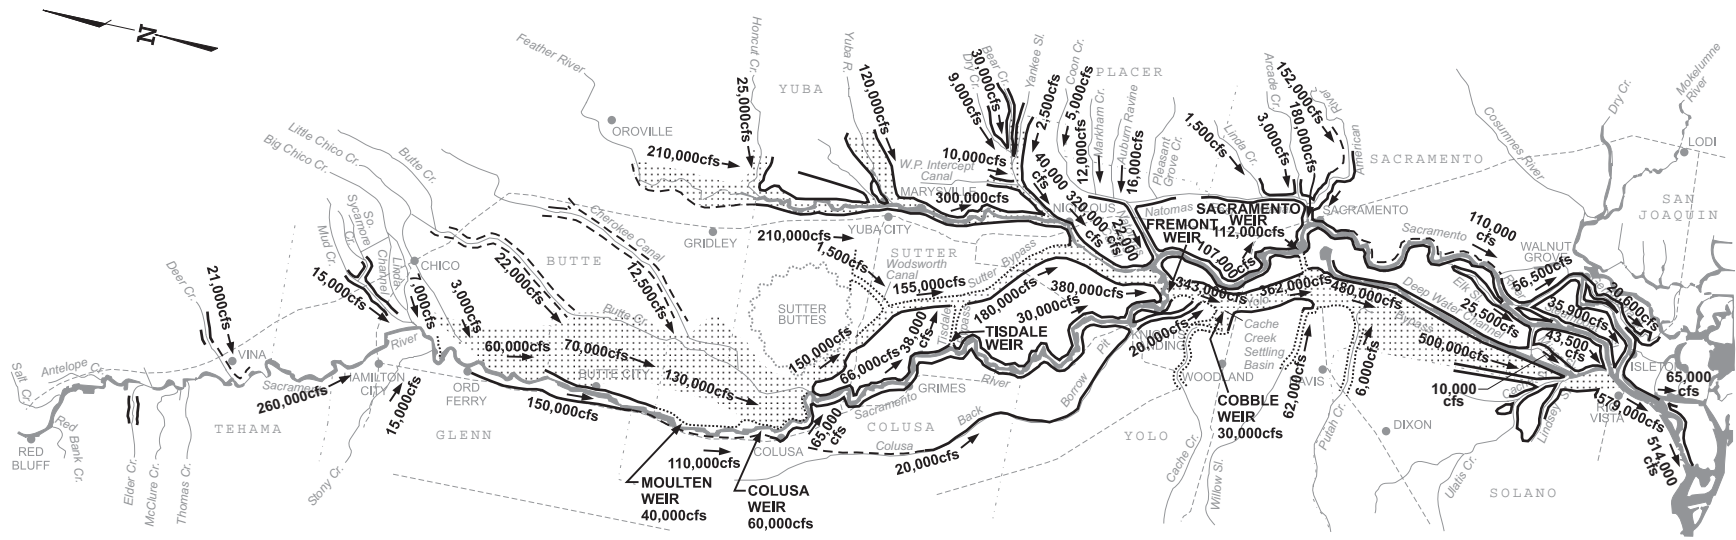 N
Feather River
Honcut Cr.
25,000cfs
YUBA
Yuba R.
120,000cfs
Bear Cr.
30,000cfs
Dry Cr.
9,000cfs
Yankee Sl.
2,500cfs
Coon Cr.
5,000cfs
PLACER
12,000cfs
Markham Cr.
Auburn Ravine
16,000cfs
Pleasant
Grove Cr.
1,500cfs
Linda Cr.
Arcade Cr.
3,000cfs
152,000cfs
180,000cfs
American
River
SACRAMENTO
Cosumnes River
Dry Cr.
Mokelumne
River
LODI
SAN
JOAQUIN
OROVILLE
210,000cfs
W.P. Intercept
Canal
10,000cfs
MARYSVILLE
300,000cfs
40,000
cfs
NICOLOUS
320,000
cfs
22,000
cfs
Natomas
SACRAMENTO
WEIR
112,000cfs
SACRAMENTO
FREMONT
WEIR
107,000
cfs
Sacramento
110,000
cfs
WALNUT
GROVE
Little Chico Cr.
Big Chico Cr.
Butte Cr.
So.
Sycamore
Cr.
Mud Cr.
Linda
Channel
CHICO
Cherokee Canal
GRIDLEY
YUBA CITY
210,000cfs
BUTTE
22,000cfs
12,500cfs
1,500cfs
SUTTER
Wodsworth
Canal
Sutter Bypass
155,000cfs
Deer Cr.
21,000cfs
15,000cfs
7,000cfs
3,000cfs
Butte Cr.
SUTTER
BUTTES
180,000cfs
380,000cfs
30,000cfs
343,000cfs
362,000cfs
480,000cfs
Yolo
Deep Water Channel
Bypass
Elk Sl.
25,500cfs
56,500cfs
35,900cfs
20,600cfs
43,500
cfs
Antelope Cr.
Salt Cr.
VINA
River
60,000cfs
70,000cfs
130,000cfs
150,000cfs
66,000cfs
38,000
cfs
Tisdale
Bypass
TISDALE
WEIR
KNIGHTS
LANDING
20,000cfs
Cache
Creek
Settling
Basin
500,000cfs
10,000
cfs
ISLETON
65,000
cfs
RED
BLUFF
Red
Bank Cr.
TEHAMA
Sacramento
260,000cfs
HAMILTON
CITY
15,000cfs
ORD
FERRY
BUTTE CITY
150,000cfs
GRIMES
River
Sacramento
Pit
Borrow
WOODLAND
DAVIS
62,000cfs
6,000cfs
COBBLE
WEIR
30,000cfs
RIO
VISTA
579,000cfs
514,000
cfs
Elder Cr.
McClure Cr.
Thomas Cr.
GLENN
Stony Cr.
110,000cfs
COLUSA
65,000
cfs
COLUSA
Colusa
Back
20,000cfs
YOLO
Cache Cr.
Willow Sl.
Putah Cr.
DIXON
Lindsey Sl.
Ulatis Cr.
SOLANO
MOULTEN
WEIR
40,000cfs
COLUSA
WEIR
60,000cfs